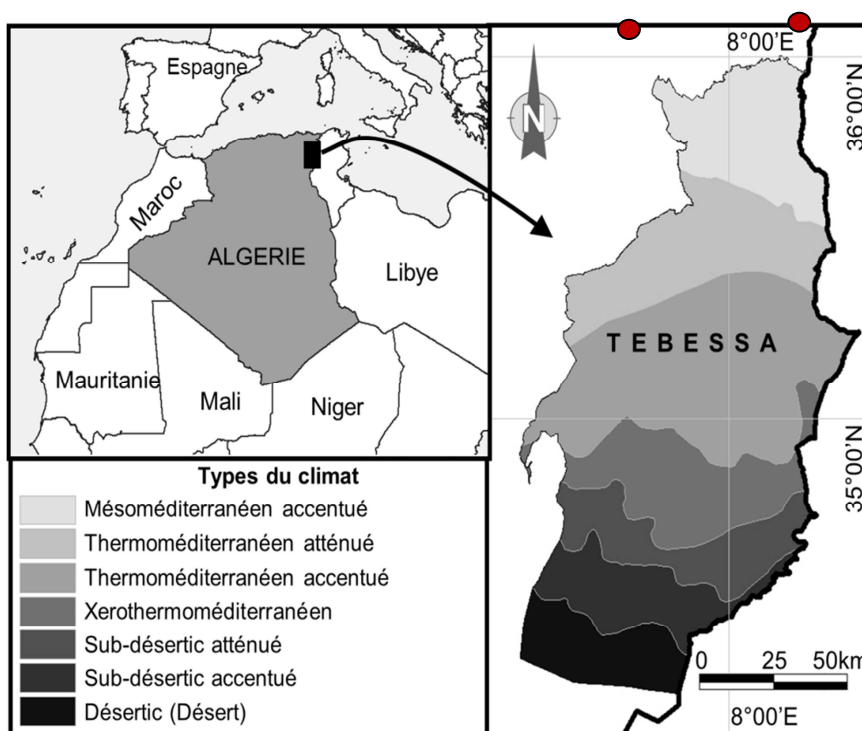 Espagne
Maroc
ALGERIE
Libye
Mauritanie
Mali
Niger
Types du climat
Mésoméditerranéen accentué
Thermoméditerranéen atténué
Thermoméditerranéen accentué
Xerothermoméditerranéen
Sub-désertic atténué
Sub-désertic accentué
Désertic (Désert)
8°00'E
N
36°00'N
TEBESSA
35°00'N
0 25 50km
8°00'E